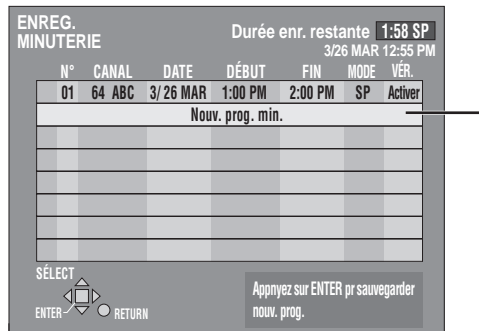 ENREG.
MINUTERIE
Durée enr. restante 1:58 SP
3/26 MAR 12:55 PM
N° CANAL DATE DÉBUT FIN MODE VÉR.
01 64 ABC 3/ 26 MAR 1:00 PM 2:00 PM SP Activer
Nouv. prog. min.
SÉLECT
ENTER
RETURN
Appnyez sur ENTER pr sauvegarder
nouv. prog.